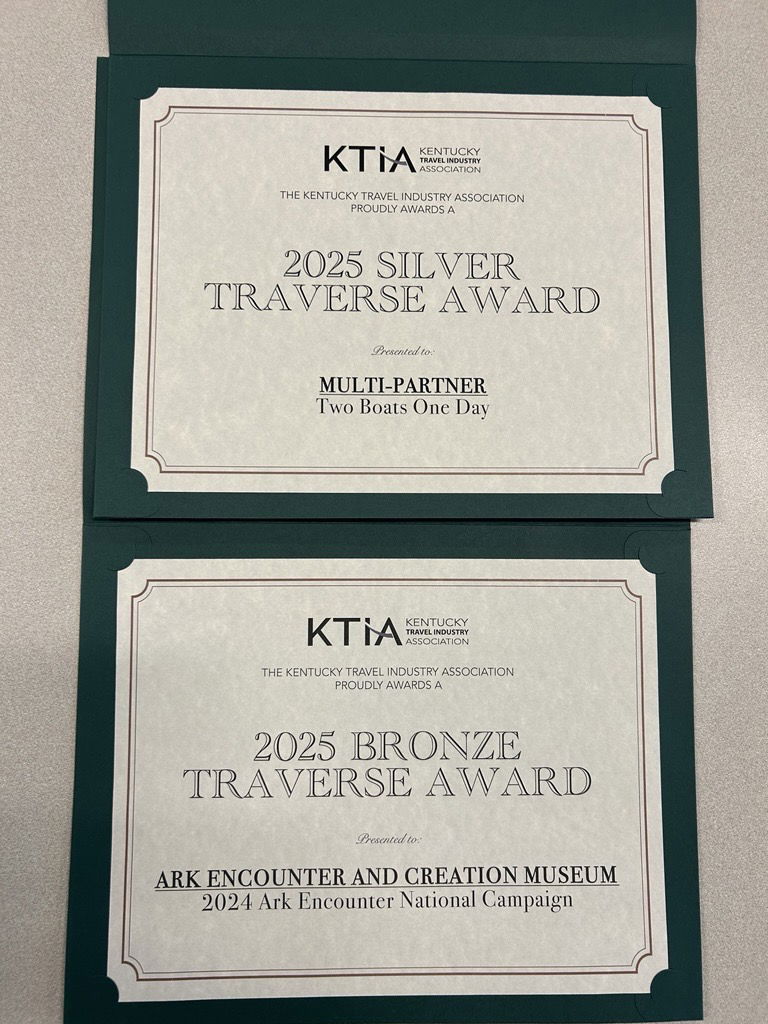 KTIA KENTUCKY
TRAVEL INDUSTRY
ASSOCIATION
THE KENTUCKY TRAVEL INDUSTRY ASSOCIATION
PROUDLY AWARDS A
2025 SILVER
TRAVERSE AWARD
Presented to:
MULTI-PARTNER
Two Boats One Day
KTIA KENTUCKY
TRAVEL INDUSTRY
ASSOCIATION
THE KENTUCKY TRAVEL INDUSTRY ASSOCIATION
PROUDLY AWARDS A
2025 BRONZE
TRAVERSE AWARD
Presented to:
ARK ENCOUNTER AND CREATION MUSEUM
2024 Ark Encounter National Campaign